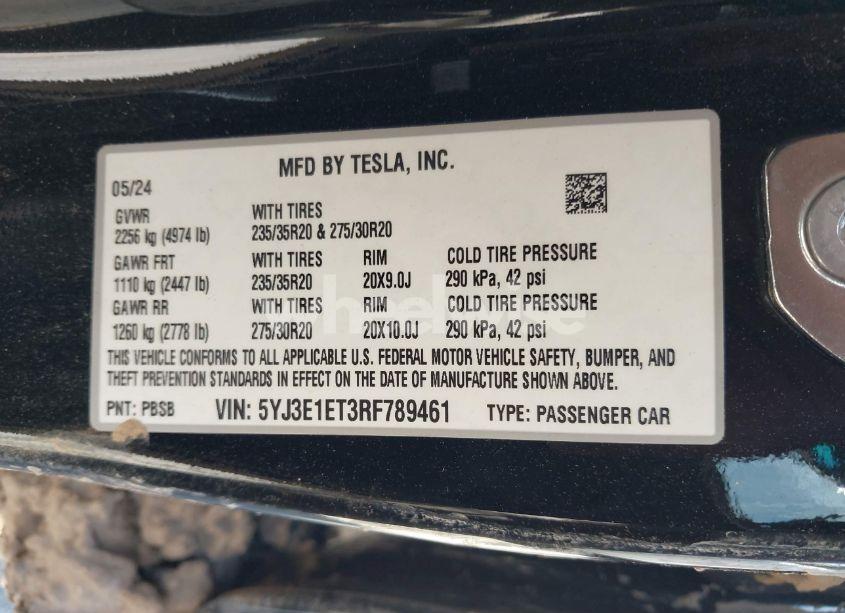 MFD BY TESLA, INC.
05/24
GVWR WITH TIRES
2256 kg (4974 lb) 235/35R20 & 275/30R20
GAWR FRT WITH TIRES RIM COLD TIRE PRESSURE
1110 kg (2447 lb) 235/35R20 20X9.0J 290 kPa, 42 psi
GAWR RR WITH TIRES RIM COLD TIRE PRESSURE
1260 kg (2778 lb) 275/30R20 20X10.0J 290 kPa, 42 psi
THIS VEHICLE CONFORMS TO ALL APPLICABLE U.S. FEDERAL MOTOR VEHICLE SAFETY, BUMPER, AND
THEFT PREVENTION STANDARDS IN EFFECT ON THE DATE OF MANUFACTURE SHOWN ABOVE.
PNT: PBSB VIN: 5YJ3E1ET3RF789461 TYPE: PASSENGER CAR